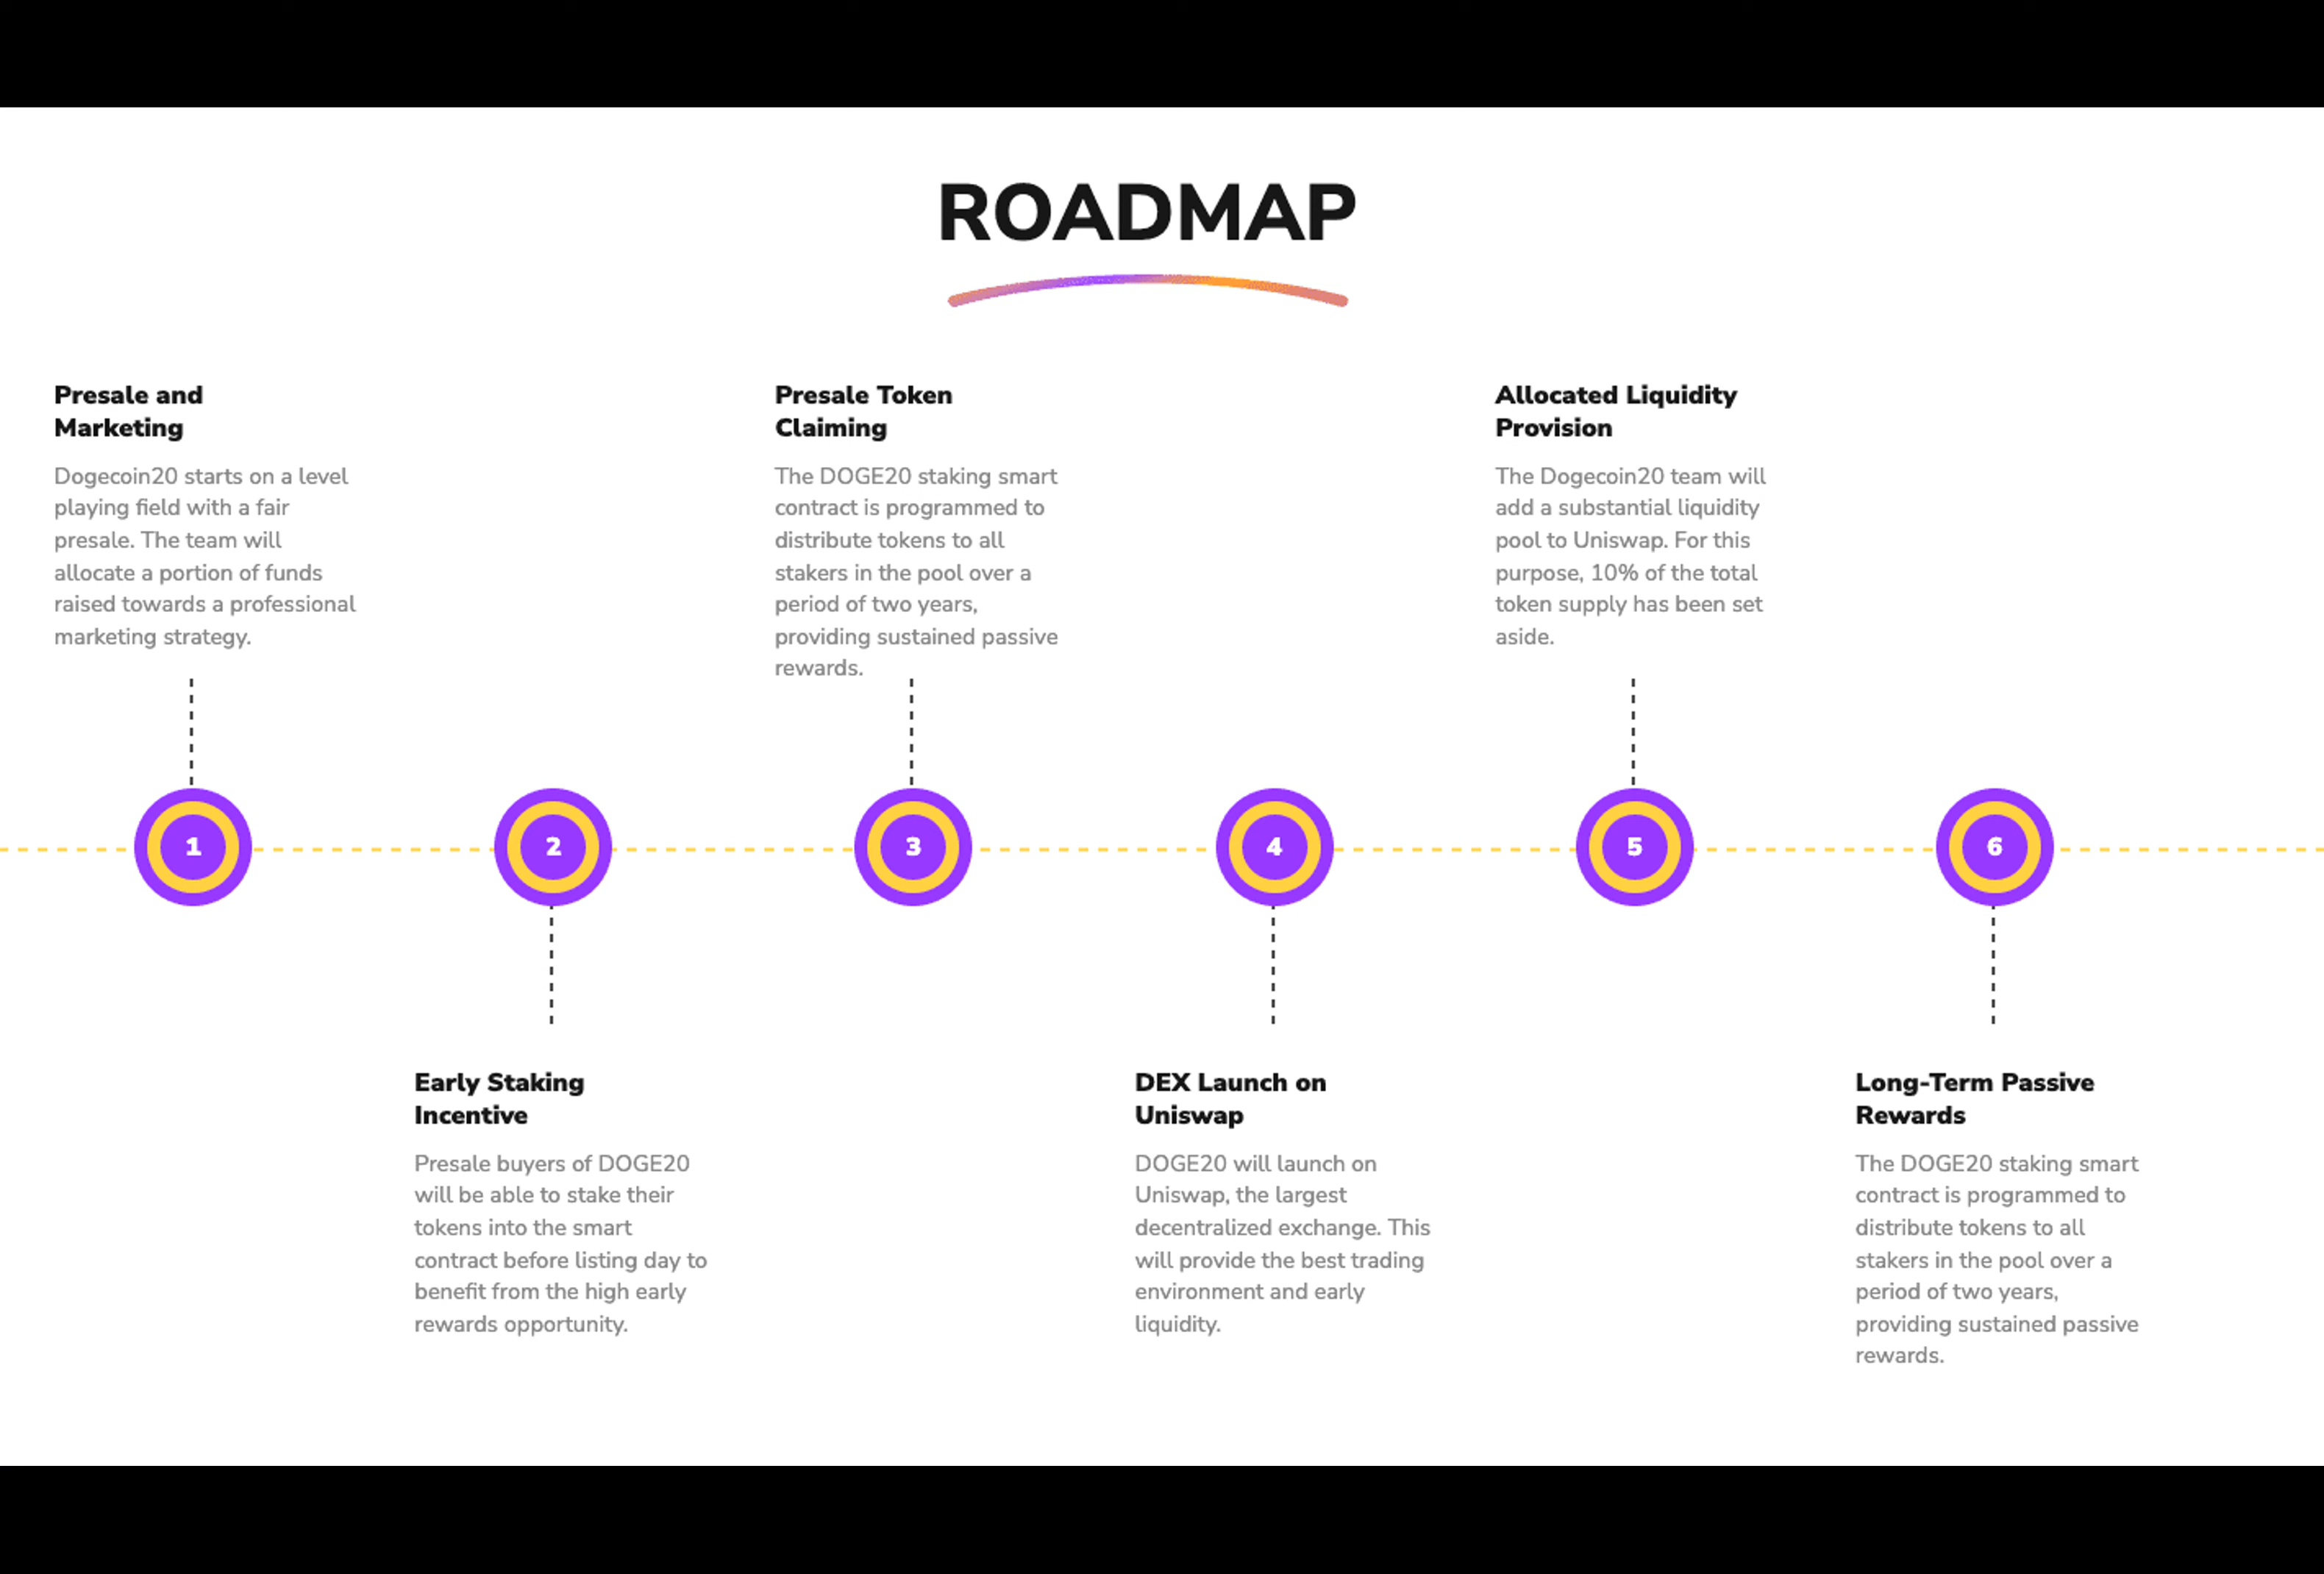 ROADMAP
Presale and
Marketing
Dogecoin20 starts on a level
playing field with a fair
presale. The team will
allocate a portion of funds
raised towards a professional
marketing strategy.
1
2
Early Staking
Incentive
Presale buyers of DOGE20
will be able to stake their
tokens into the smart
contract before listing day to
benefit from the high early
rewards opportunity.
Presale Token
Claiming
The DOGE20 staking smart
contract is programmed to
distribute tokens to all
stakers in the pool over a
period of two years,
providing sustained passive
rewards.
3
4
DEX Launch on
Uniswap
DOGE20 will launch on
Uniswap, the largest
decentralized exchange. This
will provide the best trading
environment and early
liquidity.
Allocated Liquidity
Provision
The Dogecoin20 team will
add a substantial liquidity
pool to Uniswap. For this
purpose, 10% of the total
token supply has been set
aside.
5
6
Long-Term Passive
Rewards
The DOGE20 staking smart
contract is programmed to
distribute tokens to all
stakers in the pool over a
period of two years,
providing sustained passive
rewards.